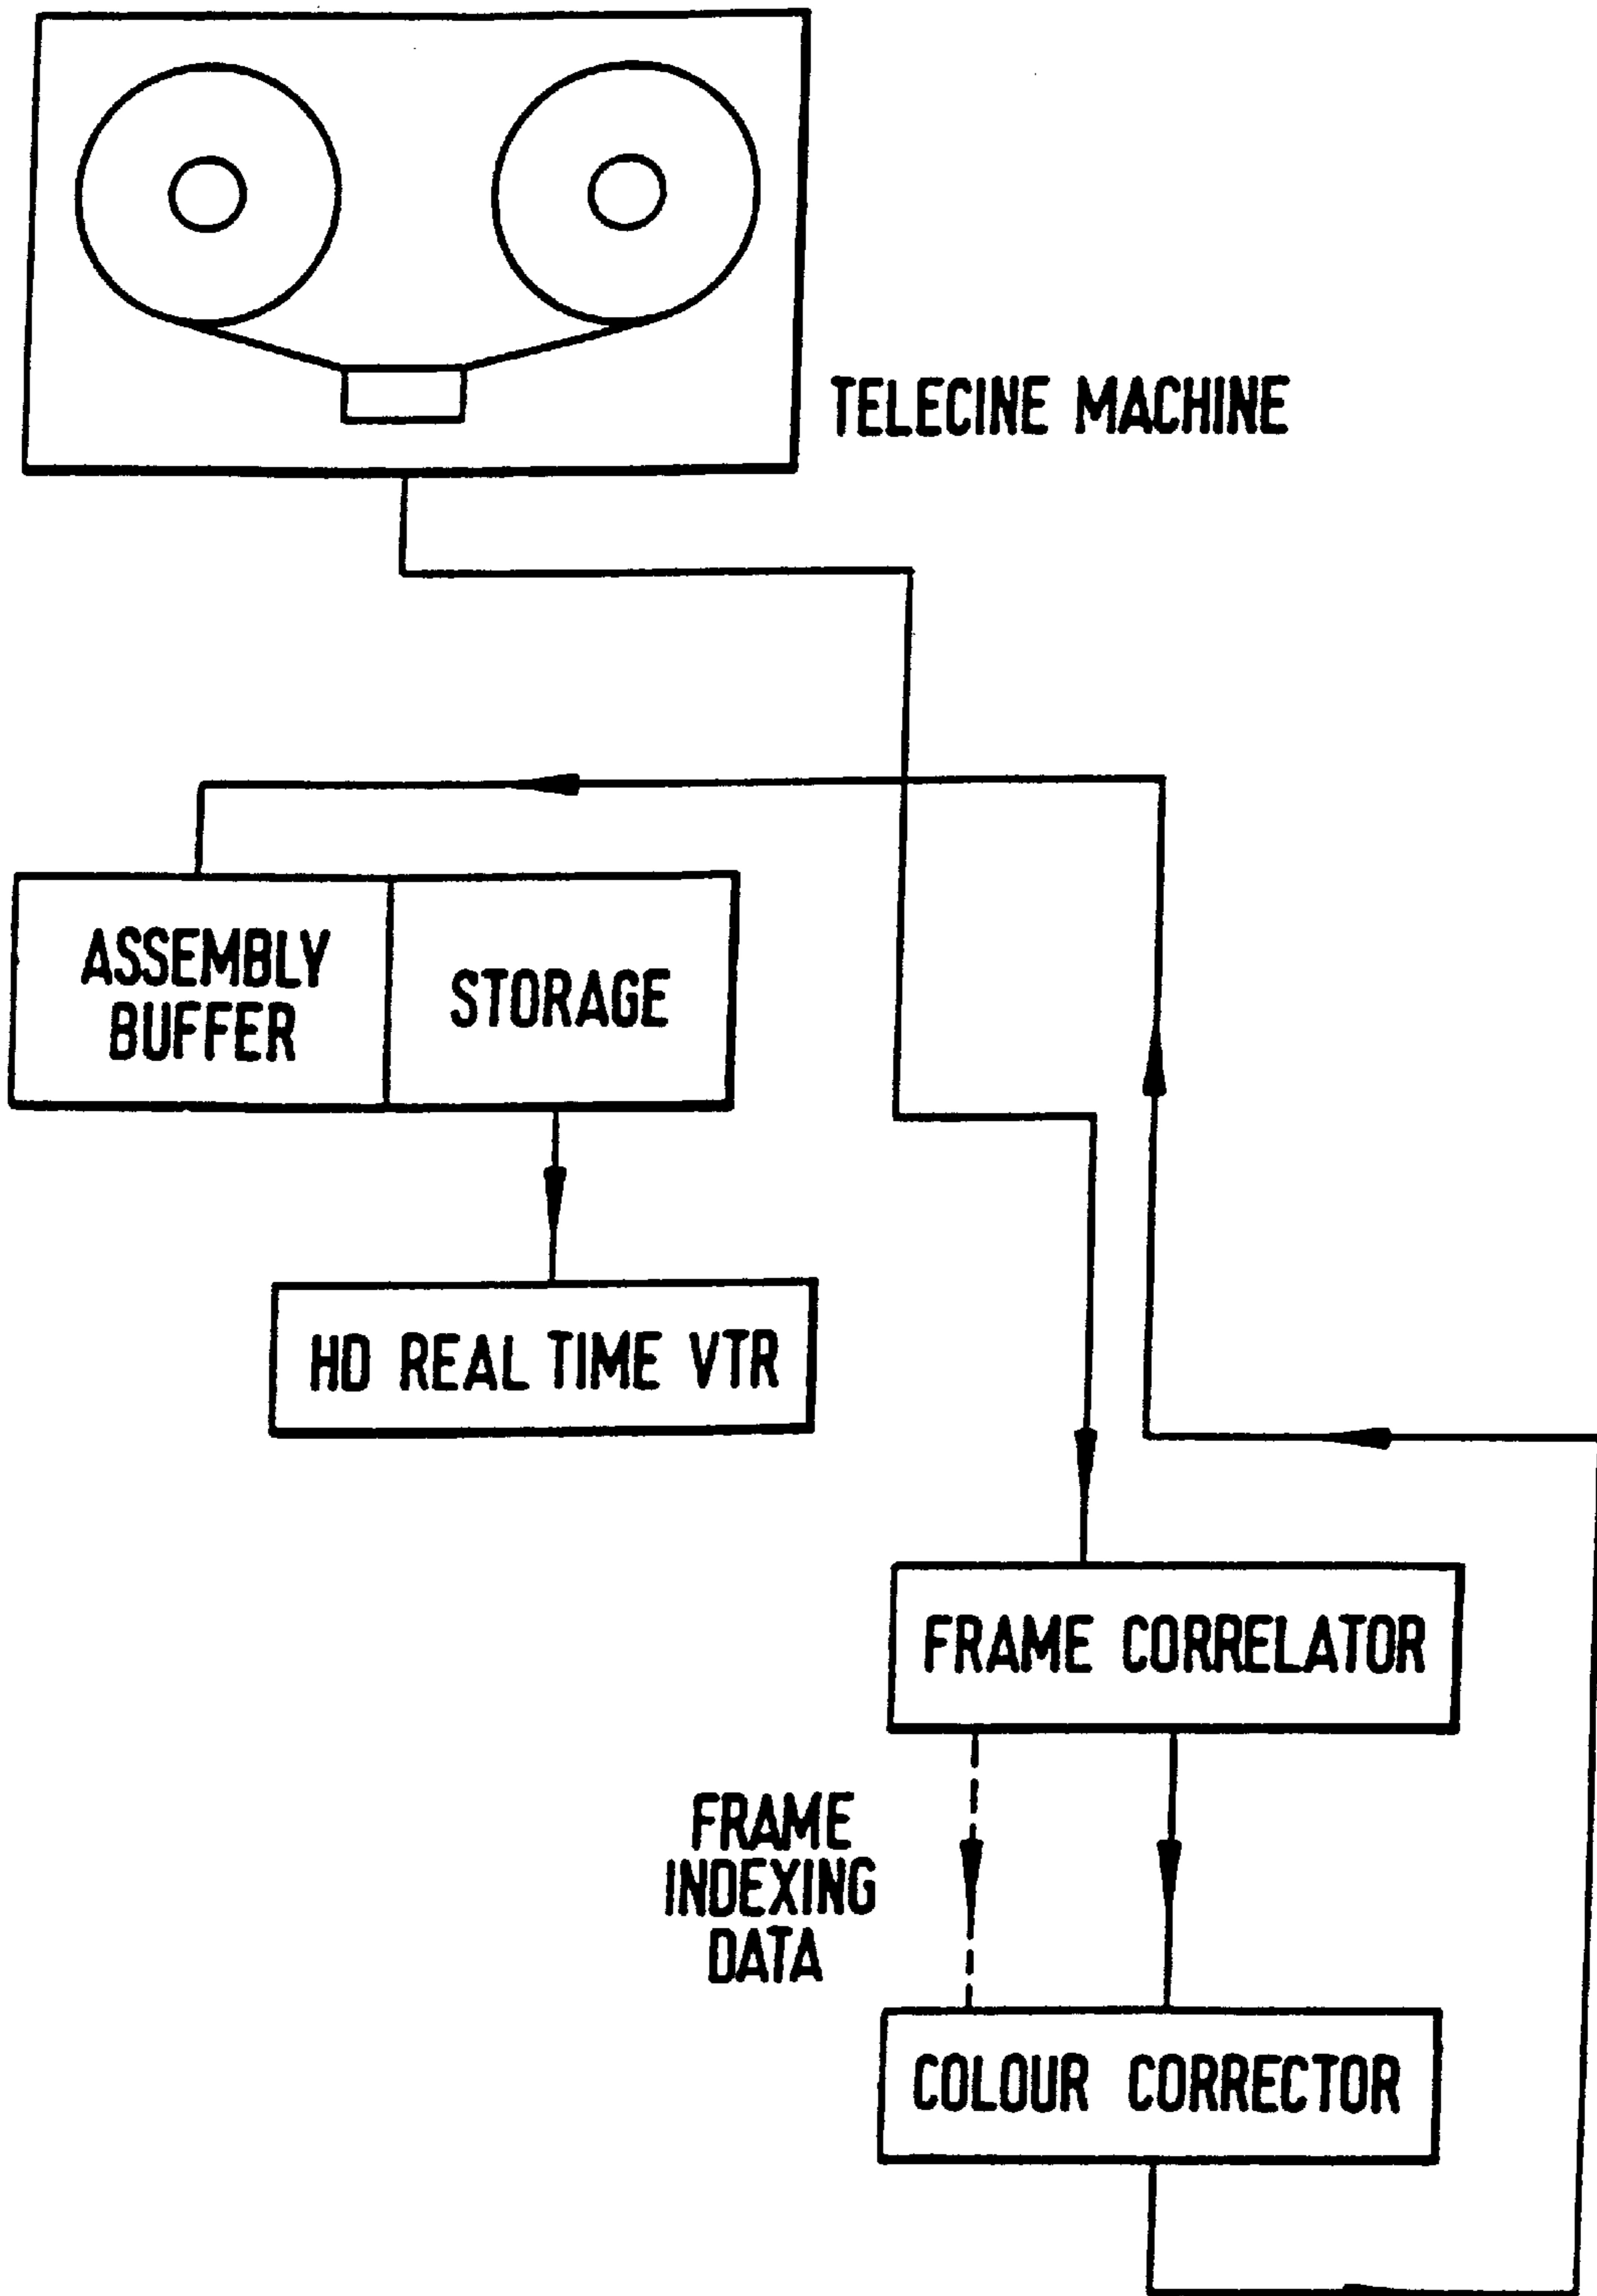 TELECINE MACHINE
ASSEMBLY
BUFFER
STORAGE
HD REAL TIME VTR
FRAME CORRELATOR
FRAME
INDEXING
DATA
COLOUR CORRECTOR